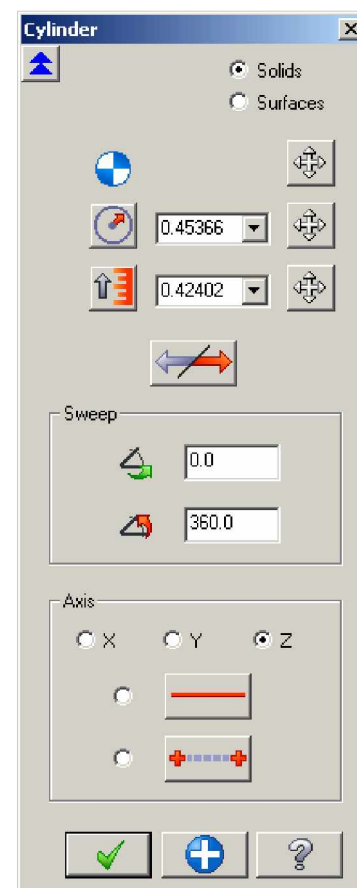 Cylinder
Solids
Surfaces
0.45366
0.42402
Sweep
0.0
360.0
Axis
X Y Z